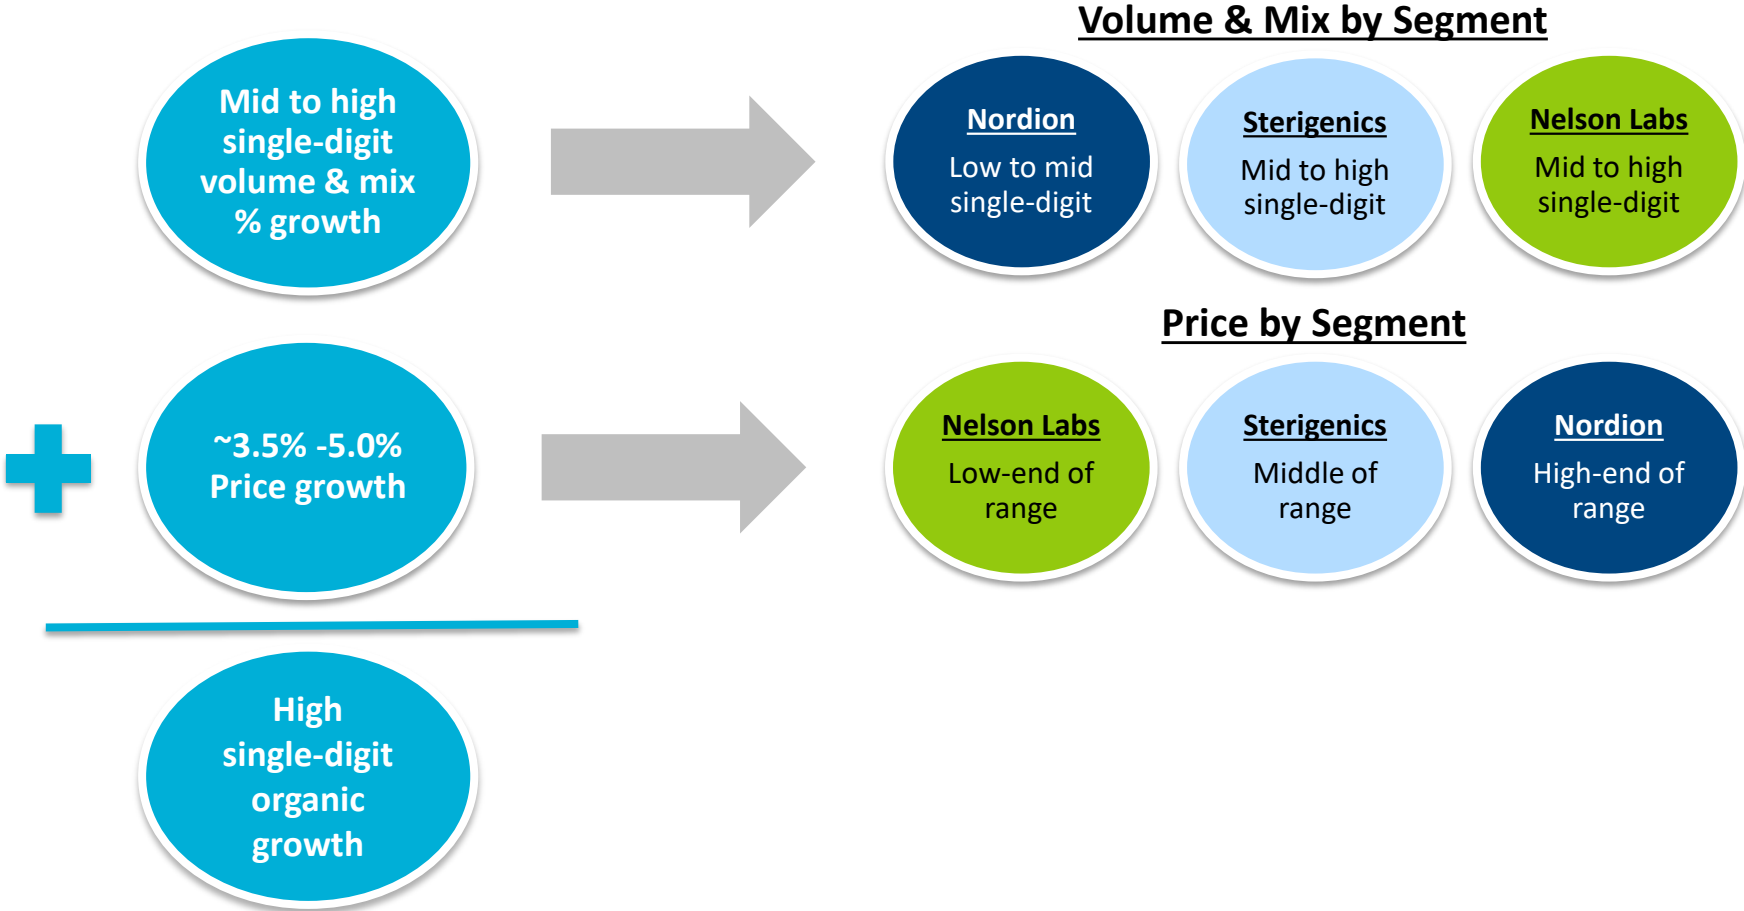 Volume & Mix by Segment
Mid to high
single-digit
volume & mix
% growth
Nordion
Low to mid
single-digit
Sterigenics
Mid to high
single-digit
Nelson Labs
Mid to high
single-digit
Price by Segment
~3.5% -5.0%
Price growth
Nelson Labs
Low-end of
range
Sterigenics
Middle of
range
Nordion
High-end of
range
High
single-digit
organic
growth